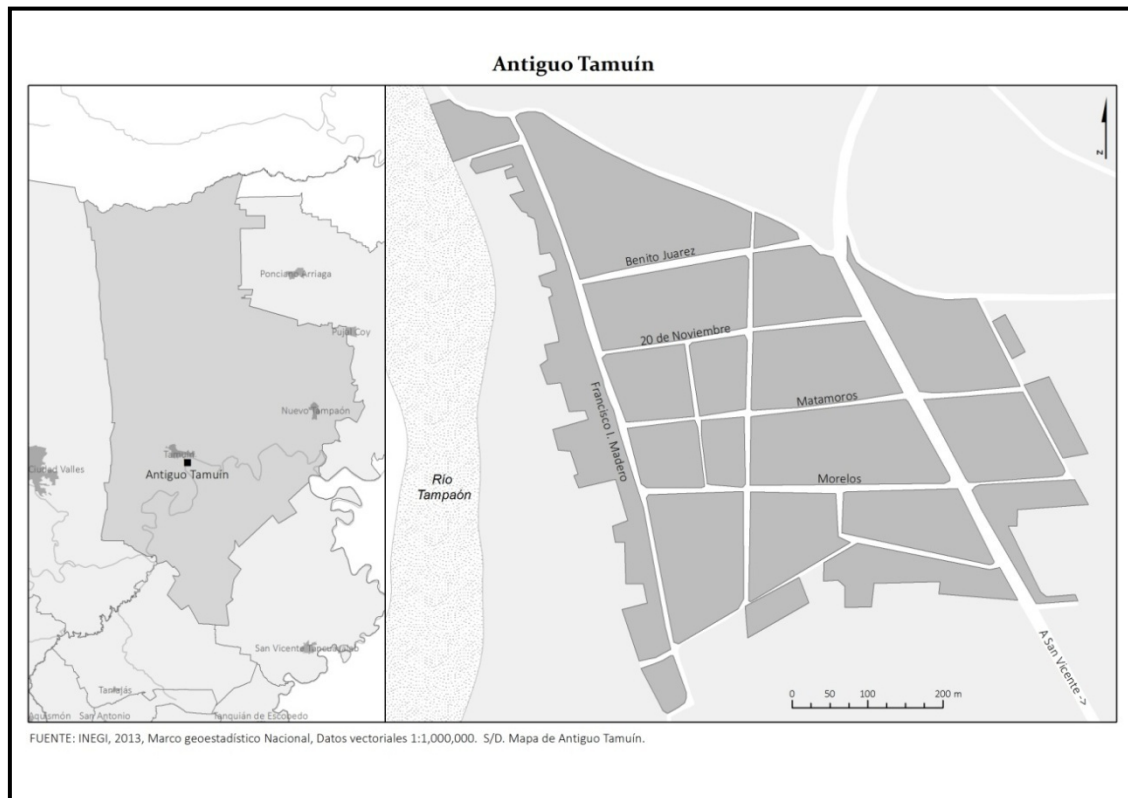 Antiguo Tamuín
Ponciano Arriaga
Pujal Coy
Nuevo Tampaón
Ciudad Valles
Antiguo Tamuín
San Vicente
Tanlajás
Aquismón
San Antonio
Tanquián de Escobedo
Río
Tampaón
Benito Juarez
20 de Noviembre
Francisco I. Madero
Matamoros
Morelos
A San Vicente ->
N
0 50 100 200 m
FUENTE: INEGI, 2013, Marco geoestadístico Nacional, Datos vectoriales 1:1,000,000. S/D. Mapa de Antiguo Tamuín.